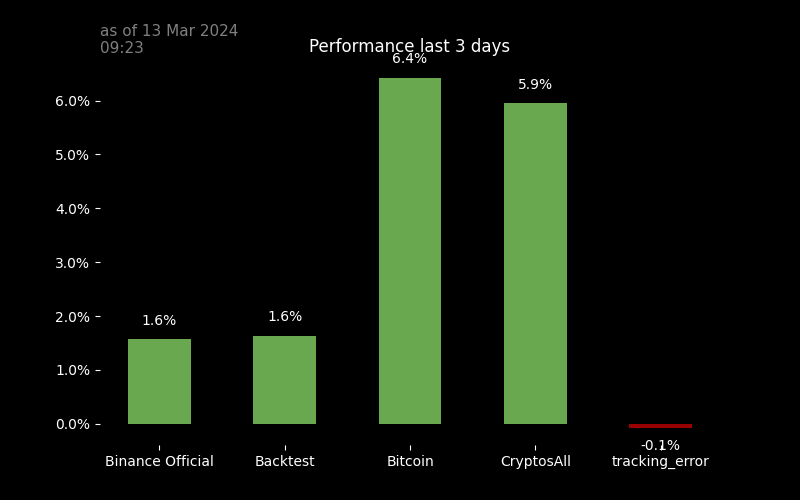 as of 13 Mar 2024
09:23
Performance last 3 days
6.4%
5.9%
6.0%
5.0%
4.0%
3.0%
2.0%
1.6%
1.6%
1.0%
0.0%
-0.1%
Binance Official
Backtest
Bitcoin
CryptosAll
tracking_error